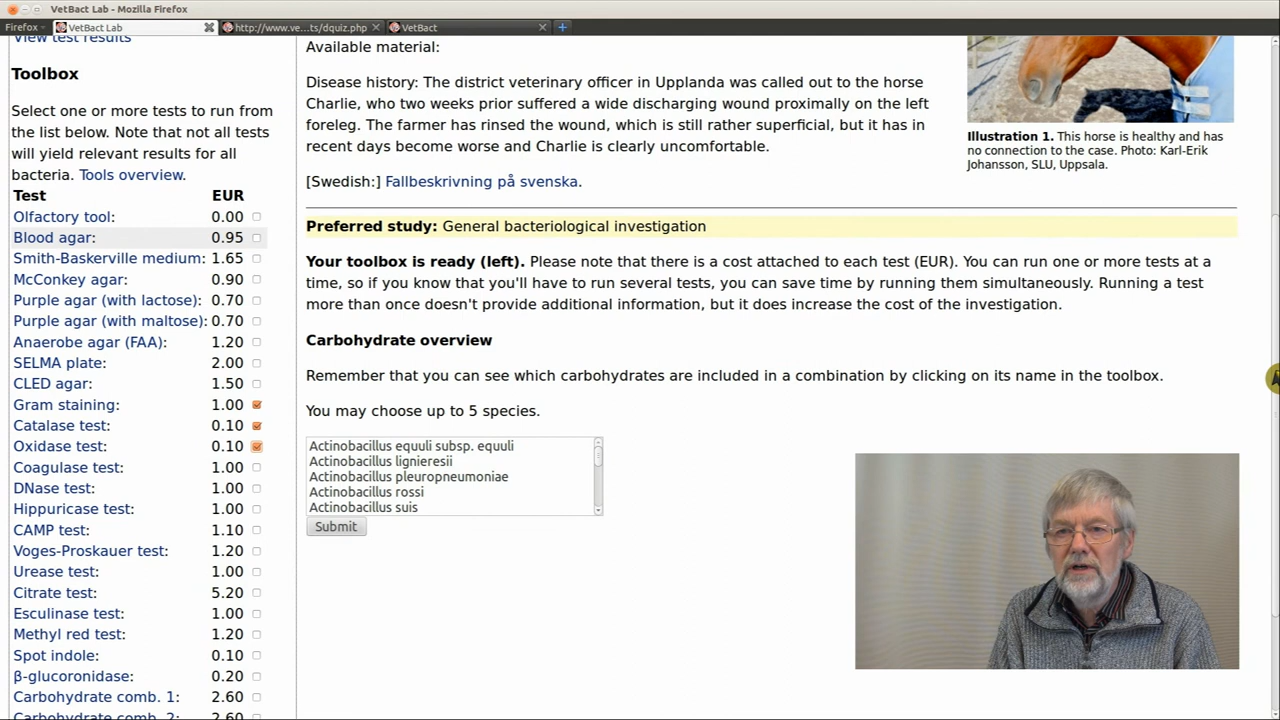 VetBact Lab - Mozilla Firefox
Firefox
VetBact Lab
http://www.ve...ts/dquiz.php
VetBact
View test results
Toolbox
Select one or more tests to run from
the list below. Note that not all tests
will yield relevant results for all
bacteria. Tools overview.
Test EUR
Olfactory tool: 0.00
Blood agar: 0.95
Smith-Baskerville medium: 1.65
McConkey agar: 0.90
Purple agar (with lactose): 0.70
Purple agar (with maltose): 0.70
Anaerobe agar (FAA): 1.20
SELMA plate: 2.00
CLED agar: 1.50
Gram staining: 1.00
Catalase test: 0.10
Oxidase test: 0.10
Coagulase test: 1.00
DNase test: 1.00
Hippuricase test: 1.00
CAMP test: 1.10
Voges-Proskauer test: 1.20
Urease test: 1.00
Citrate test: 5.20
Esculinase test: 1.00
Methyl red test: 1.20
Spot indole: 0.10
β-glucoronidase: 0.20
Carbohydrate comb. 1: 2.60
Carbohydrate comb. 2: 2.60
Available material:
Disease history: The district veterinary officer in Upplanda was called out to the horse
Charlie, who two weeks prior suffered a wide discharging wound proximally on the left
foreleg. The farmer has rinsed the wound, which is still rather superficial, but it has in
recent days become worse and Charlie is clearly uncomfortable.
[Swedish:] Fallbeskrivning på svenska.
Illustration 1. This horse is healthy and has
no connection to the case. Photo: Karl-Erik
Johansson, SLU, Uppsala.
Preferred study: General bacteriological investigation
Your toolbox is ready (left). Please note that there is a cost attached to each test (EUR). You can run one or more tests at a
time, so if you know that you'll have to run several tests, you can save time by running them simultaneously. Running a test
more than once doesn't provide additional information, but it does increase the cost of the investigation.
Carbohydrate overview
Remember that you can see which carbohydrates are included in a combination by clicking on its name in the toolbox.
You may choose up to 5 species.
Actinobacillus equuli subsp. equuli
Actinobacillus lignieresii
Actinobacillus pleuropneumoniae
Actinobacillus rossi
Actinobacillus suis
Submit